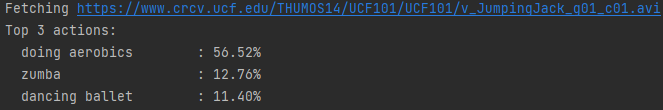 Fetching https://www.crcv.ucf.edu/THUMOS14/UCF101/UCF101/v_JumpingJack_g01_c01.avi
Top 3 actions:
doing aerobics : 56.52%
zumba : 12.76%
dancing ballet : 11.40%